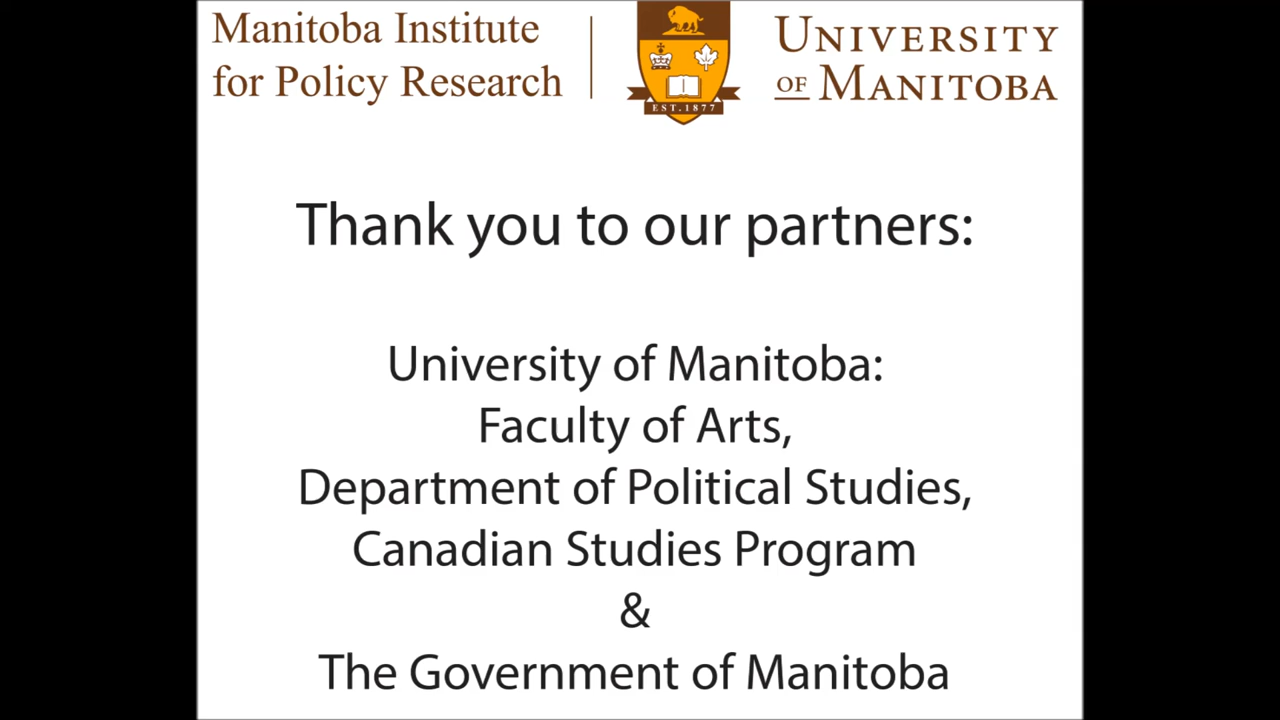 Manitoba Institute
for Policy Research
EST. 1877
UNIVERSITY
OF MANITOBA
Thank you to our partners:
University of Manitoba:
Faculty of Arts,
Department of Political Studies,
Canadian Studies Program
&
The Government of Manitoba